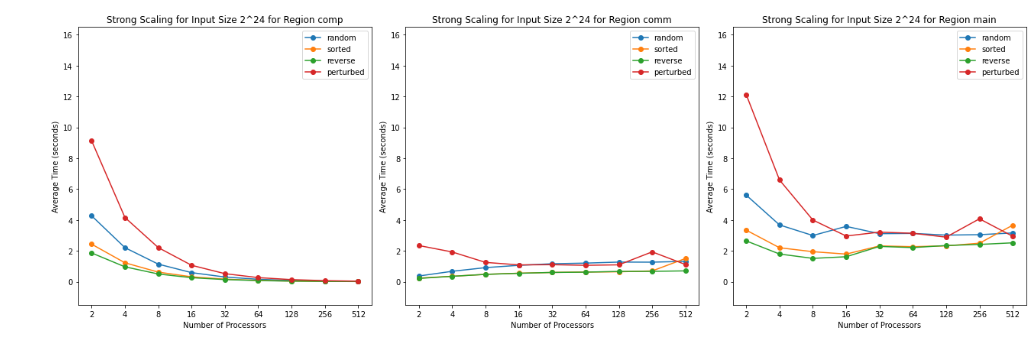 Strong Scaling for Input Size 2^24 for Region comp
16
14
12
10
8
6
4
2
0
Average Time (seconds)
random
sorted
reverse
perturbed
2 4 8 16 32 64 128 256 512
Number of Processors
Strong Scaling for Input Size 2^24 for Region comm
16
14
12
10
8
6
4
2
0
Average Time (seconds)
random
sorted
reverse
perturbed
2 4 8 16 32 64 128 256 512
Number of Processors
Strong Scaling for Input Size 2^24 for Region main
16
14
12
10
8
6
4
2
0
Average Time (seconds)
random
sorted
reverse
perturbed
2 4 8 16 32 64 128 256 512
Number of Processors